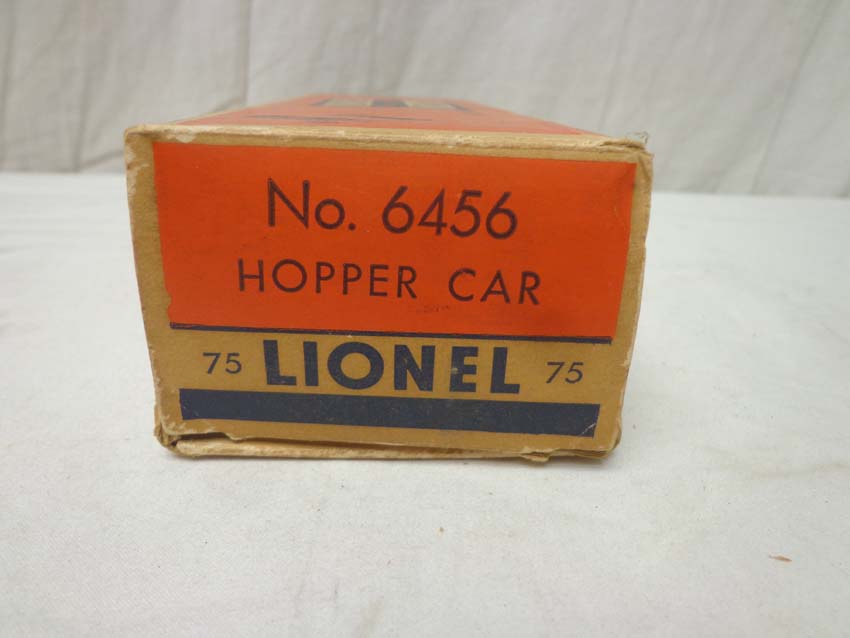 No. 6456
HOPPER CAR
75 LIONEL 75